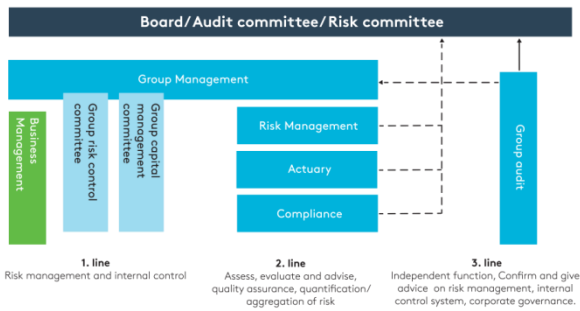 Board/Audit committee/Risk committee
Group Management
Business
Management
Group risk control
committee
Group capital
management
committee
Risk Management
Actuary
Compliance
Group audit
1. line
Risk management and internal control
2. line
Assess, evaluate and advise,
quality assurance, quantification/
aggregation of risk
3. line
Independent function, Confirm and give
advice on risk management, internal
control system, corporate governance.